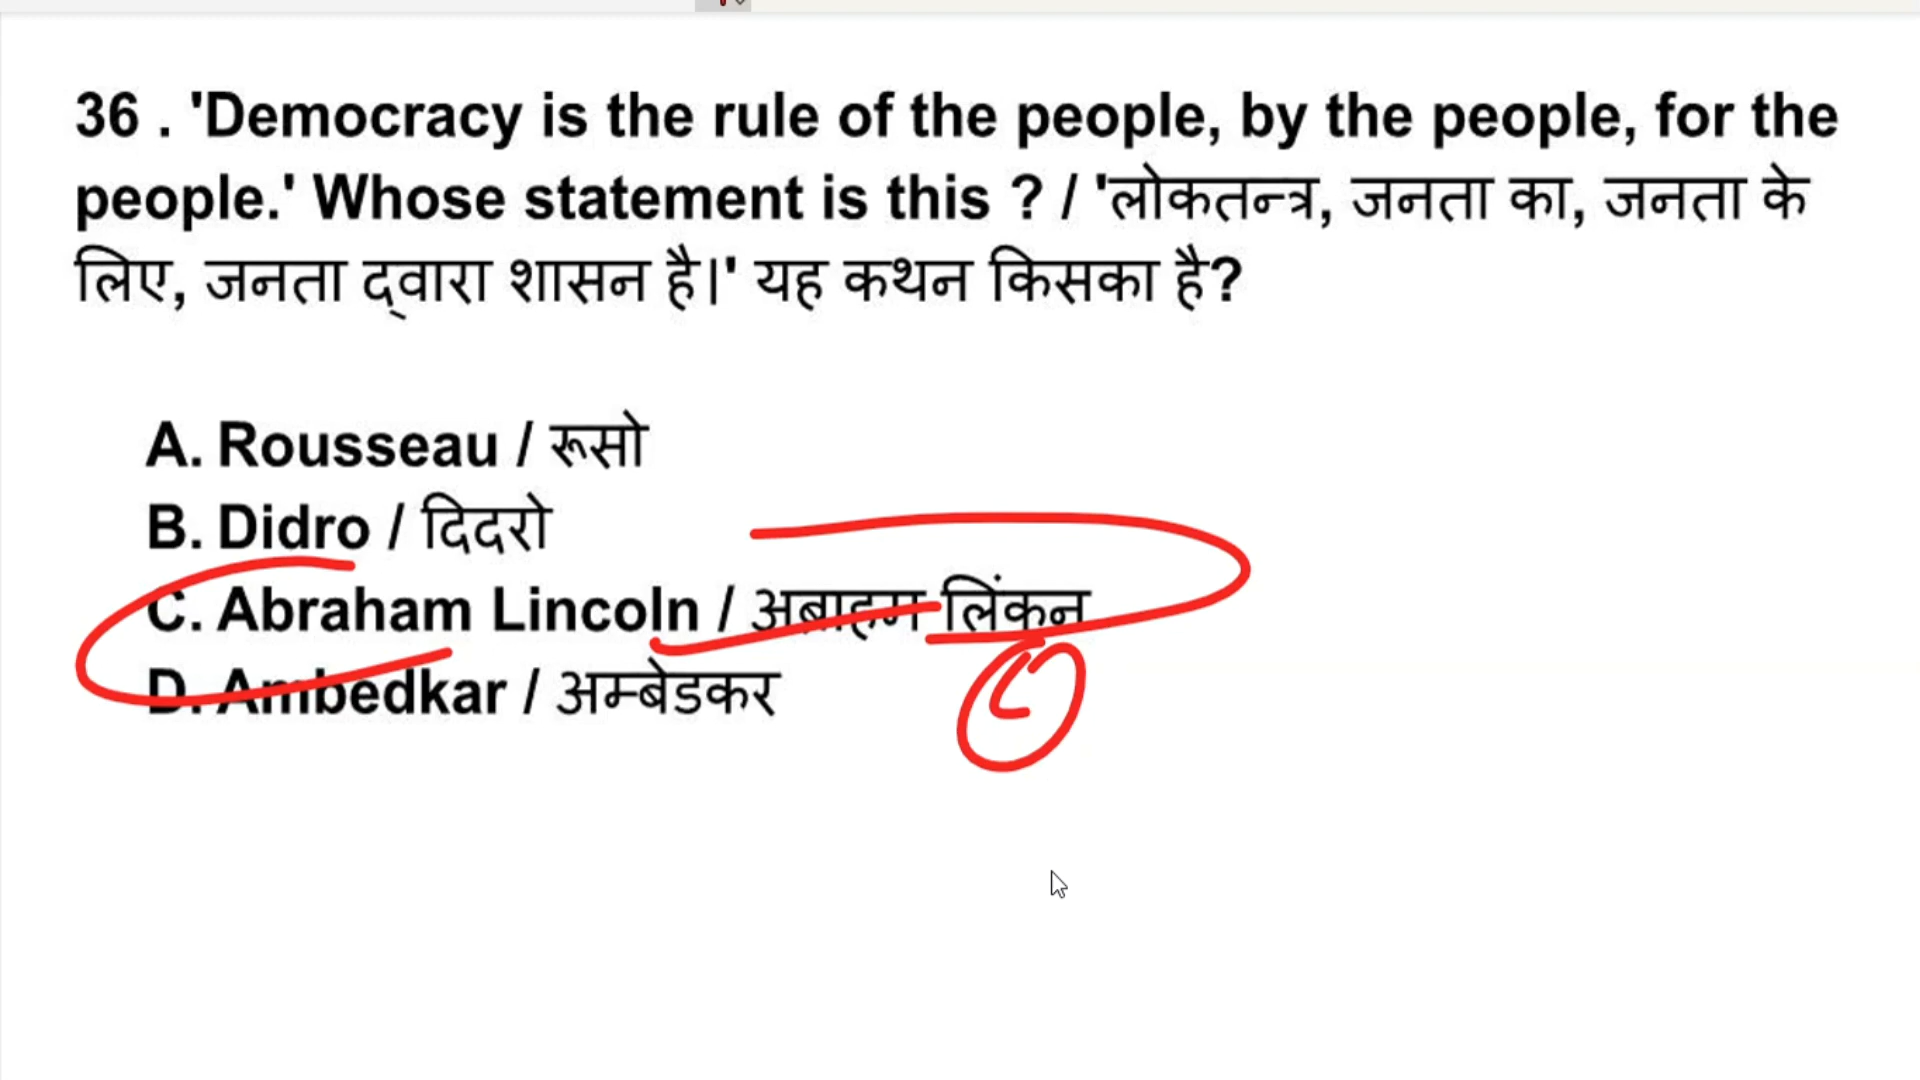 36 . 'Democracy is the rule of the people, by the people, for the
people.' Whose statement is this ? / 'लोकतन्त्र, जनता का, जनता के
लिए, जनता द्वारा शासन है।' यह कथन किसका है?
A. Rousseau / रूसो
B. Didro / दिदरो
C. Abraham Lincoln / अब्राहम लिंकन
D. Ambedkar / अम्बेडकर
C